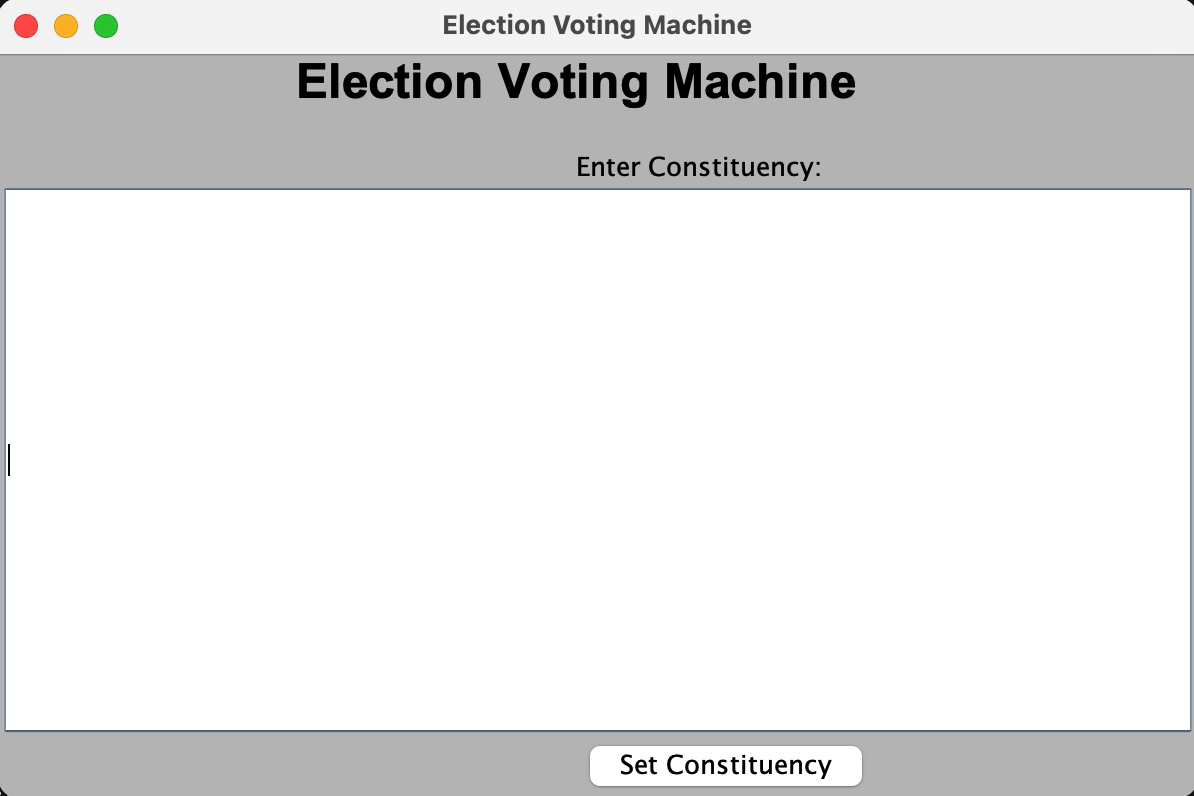 Election Voting Machine
Election Voting Machine
Enter Constituency:
Set Constituency